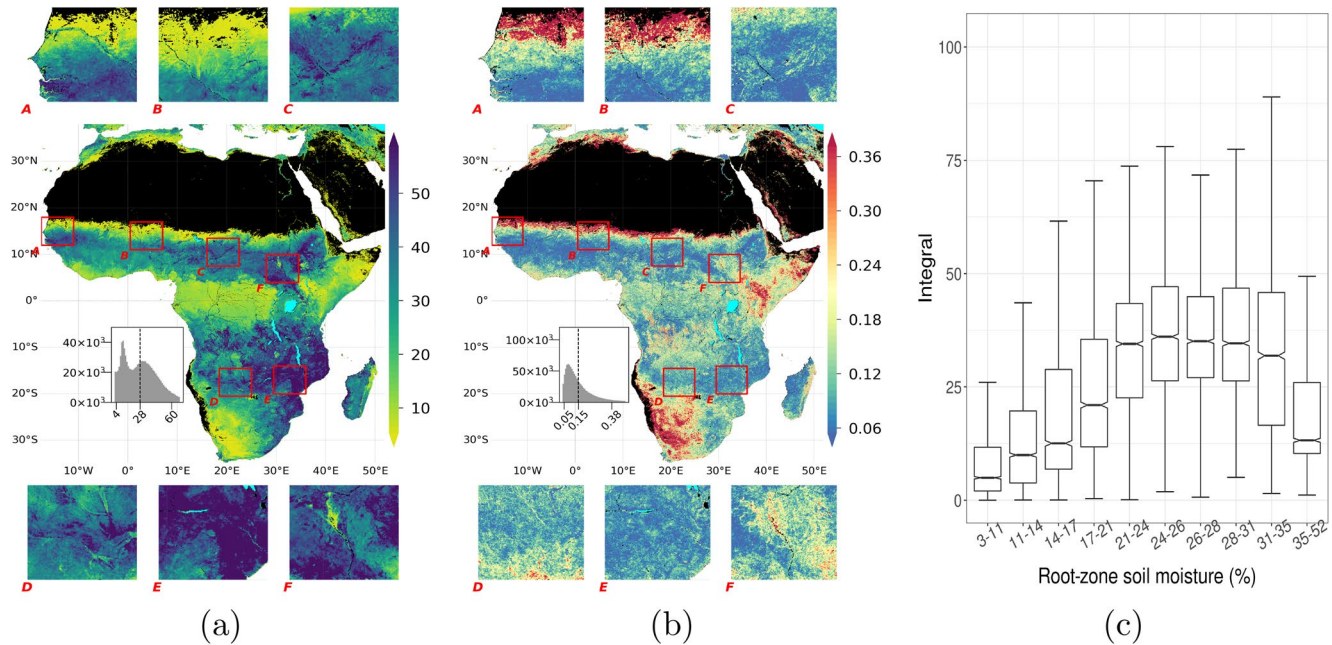 A
B
C
30°N
20°N
10°N
0°
10°S
20°S
30°S
10°W
0°
10°E
20°E
30°E
40°E
50°E
50
40
30
20
10
A
B
C
F
D
E
40×10³
20×10³
0×10³
4
28
60
D
E
F
(a)
A
B
C
30°N
20°N
10°N
0°
10°S
20°S
30°S
10°W
0°
10°E
20°E
30°E
40°E
50°E
0.36
0.30
0.24
0.18
0.12
0.06
A
B
C
F
D
E
100×10³
50×10³
0×10³
0.05
0.15
0.38
D
E
F
(b)
Integral
100
75
50
25
0
3-11
11-14
14-17
17-21
21-24
24-26
26-28
28-31
31-35
35-52
Root-zone soil moisture (%)
(c)